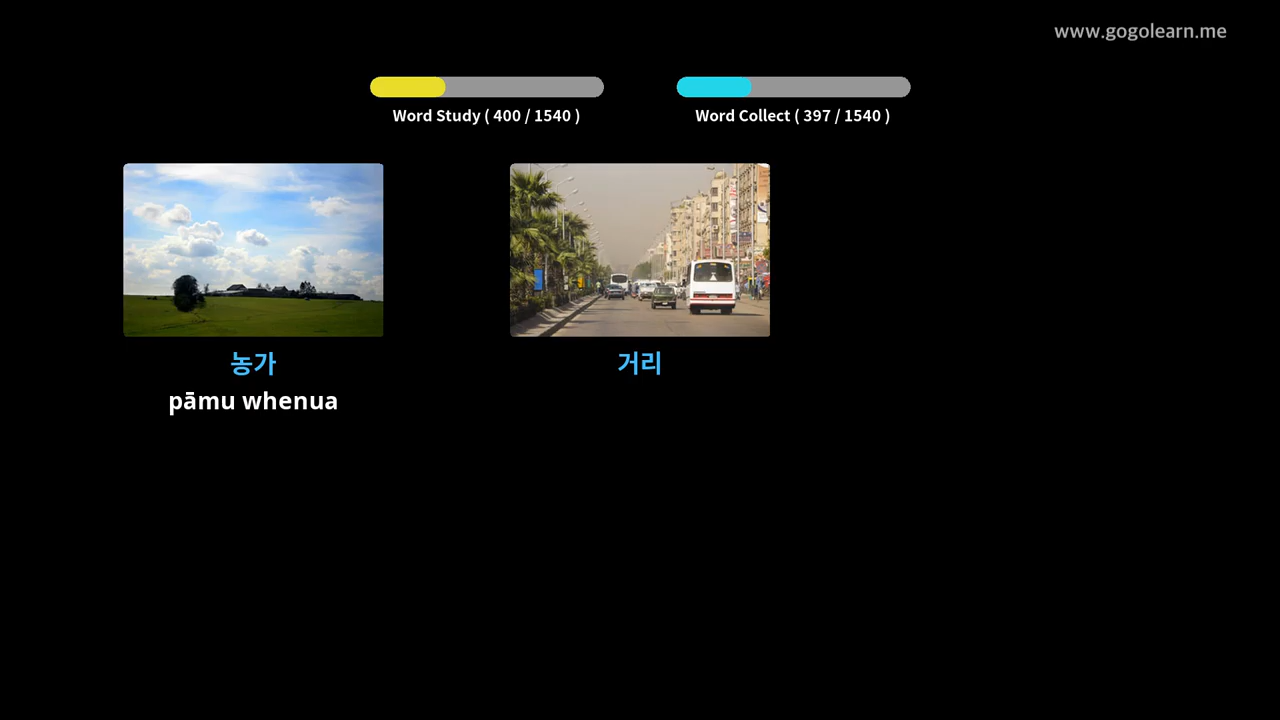 www.gogolearn.me
Word Study ( 400 / 1540 )
Word Collect ( 397 / 1540 )
농가
pāmu whenua
거리